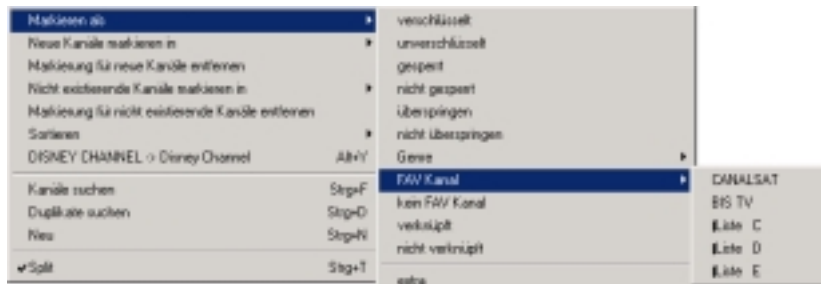 Markieren als
Neue Kanäle markieren in
Markierung für neue Kanäle entfernen
Nicht existierende Kanäle markieren in
Markierung für nicht existierende Kanäle entfernen
Sortieren
DISNEY CHANNEL -> Disney Channel Alt+Y
Kanäle suchen Strg+F
Duplikate suchen Strg+D
Neu Strg+N
Split Strg+T
verschlüsselt
unverschlüsselt
gesperrt
nicht gesperrt
überspringen
nicht überspringen
Genre
FAV Kanal
kein FAV Kanal
verknüpft
nicht verknüpft
extra
CANALSAT
BIS TV
Liste C
Liste D
Liste E